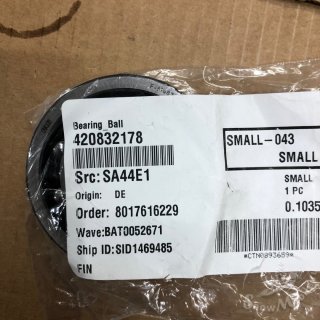 Bearing_Ball
420832178
Src: SA44E1
Origin: DE
Order: 8017616229
Wave: BAT0052671
Ship ID: SID1469485
FIN
SMALL-043
SMALL
SMALL
1 PC
0.1035
*CTN0893659*